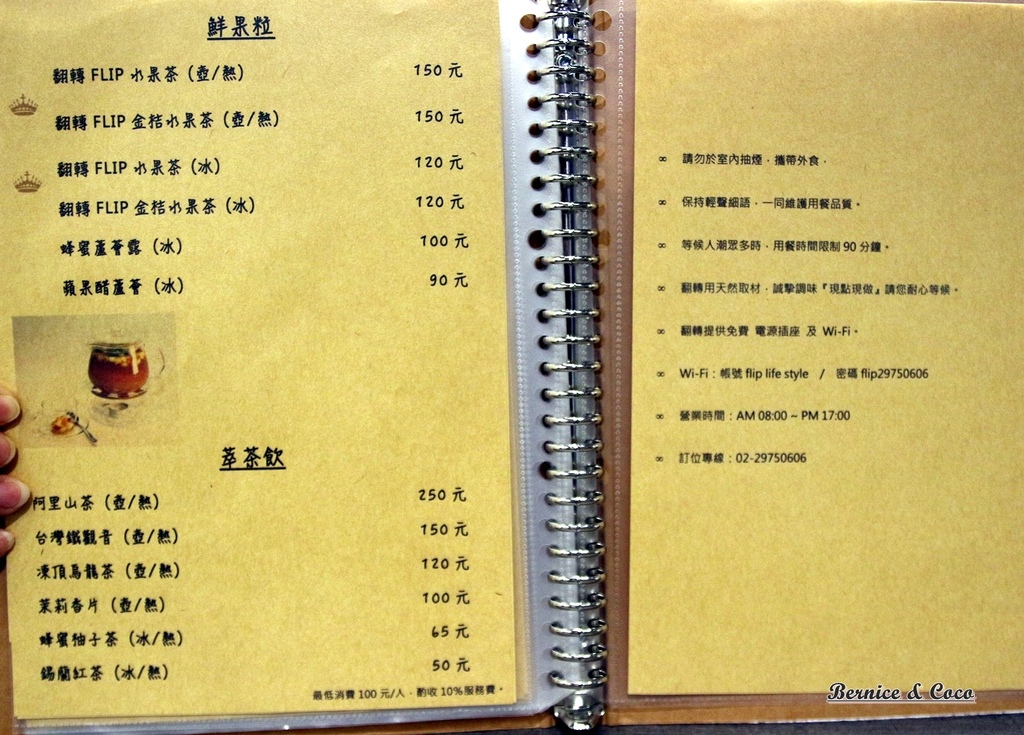 鮮果粒
翻轉 FLIP 水果茶 (壺/熱) 150 元
翻轉 FLIP 金桔水果茶 (壺/熱) 150 元
翻轉 FLIP 水果茶 (冰) 120 元
翻轉 FLIP 金桔水果茶 (冰) 120 元
蜂蜜蘆薈露 (冰) 100 元
蘋果醋蘆薈 (冰) 90 元
萃茶飲
阿里山茶 (壺/熱) 250 元
台灣鐵觀音 (壺/熱) 150 元
凍頂烏龍茶 (壺/熱) 120 元
茉莉香片 (壺/熱) 100 元
蜂蜜柚子茶 (冰/熱) 65 元
錫蘭紅茶 (冰/熱) 50 元
最低消費 100 元/人，酌收 10%服務費。
∞ 請勿於室內抽煙，攜帶外食．
∞ 保持輕聲細語，一同維護用餐品質。
∞ 等候人潮眾多時，用餐時間限制 90 分鐘。
∞ 翻轉用天然取材，誠摯調味『現點現做』請您耐心等候。
∞ 翻轉提供免費 電源插座 及 Wi-Fi。
∞ Wi-Fi：帳號 flip life style / 密碼 flip29750606
∞ 營業時間：AM 08:00 ~ PM 17:00
∞ 訂位專線：02-29750606
Bernice & Coco